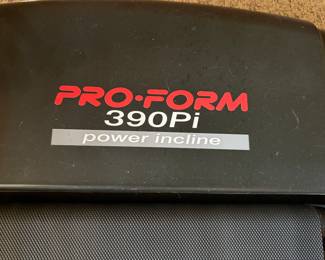 PRO-FORM
390Pi
power incline